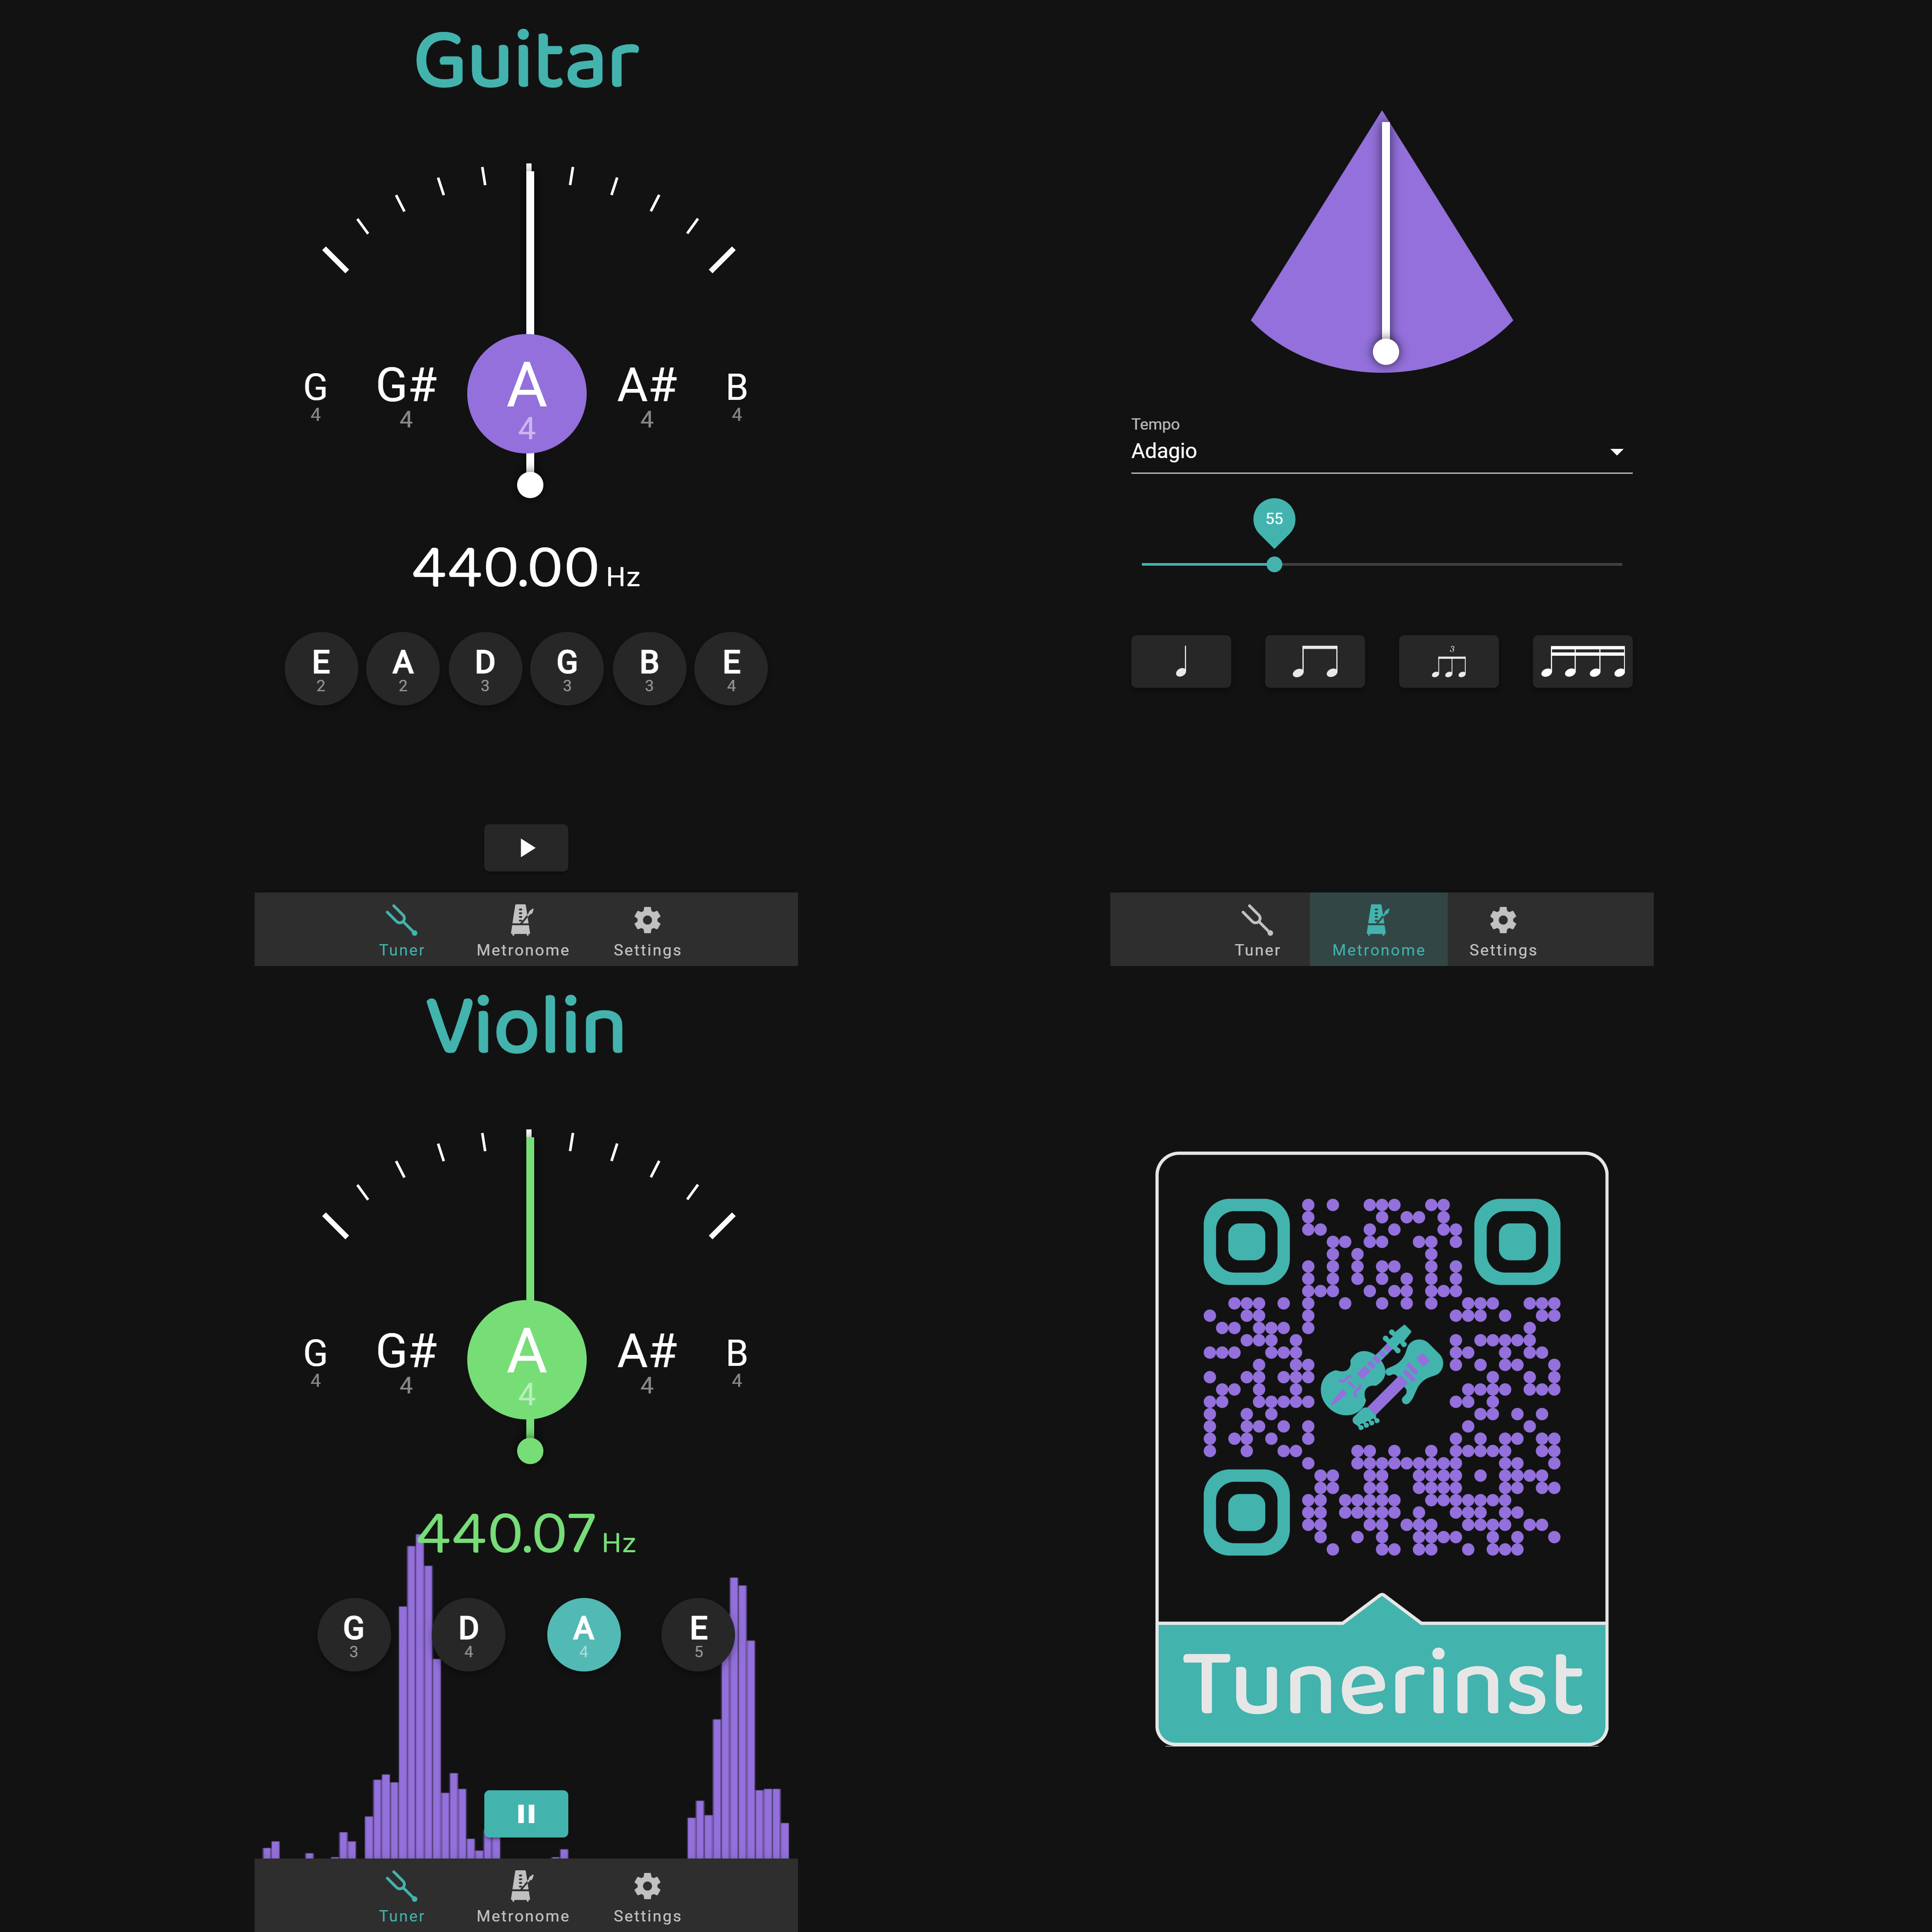 Guitar
G G# A A# B
4 4 4 4 4
440.00 Hz
E A D G B E
2 2 3 3 3 4
Tuner Metronome Settings
Tempo
Adagio
55
3
Tuner Metronome Settings
Violin
G G# A A# B
4 4 4 4 4
440.07 Hz
G D A E
3 4 4 5
Tuner Metronome Settings
Tunerinst